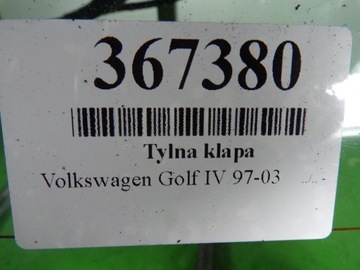 367380
Tylna klapa
Volkswagen Golf IV 97-03